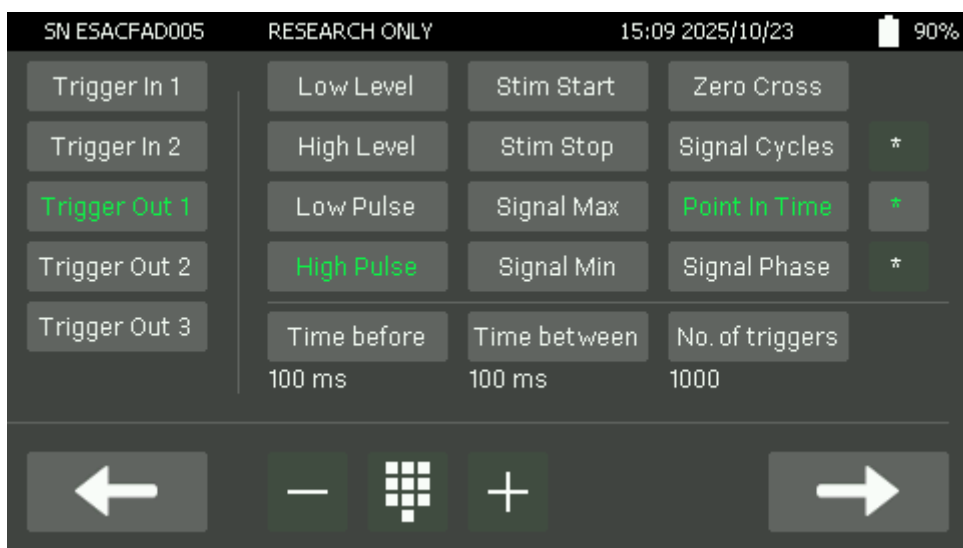 SN ESACFAD005 RESEARCH ONLY 15:09 2025/10/23 90%
Trigger In 1 Low Level Stim Start Zero Cross
Trigger In 2 High Level Stim Stop Signal Cycles *
Trigger Out 1 Low Pulse Signal Max Point In Time *
Trigger Out 2 High Pulse Signal Min Signal Phase *
Trigger Out 3 Time before Time between No. of triggers
100 ms 100 ms 1000